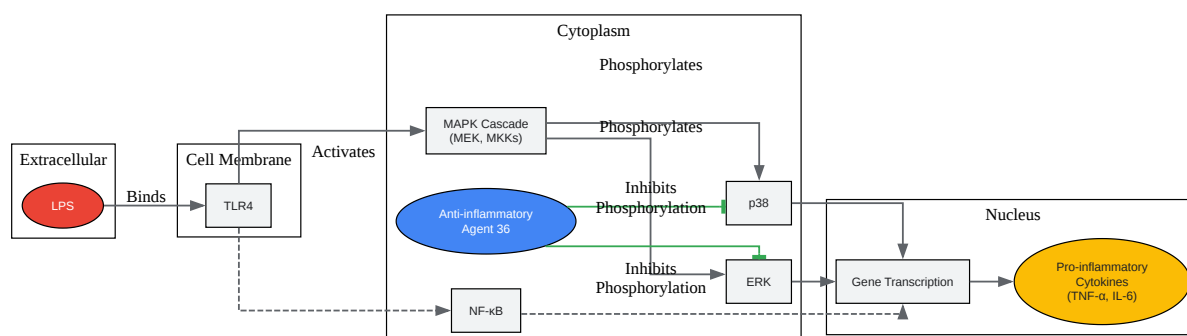 Cytoplasm
Phosphorylates
MAPK Cascade
(MEK, MKKs)
Phosphorylates
Extracellular
Cell Membrane
Activates
LPS
Binds
TLR4
Anti-inflammatory
Agent 36
Inhibits
Phosphorylation
p38
Nucleus
Inhibits
Phosphorylation
ERK
Gene Transcription
Pro-inflammatory
Cytokines
(TNF-α, IL-6)
NF-κB